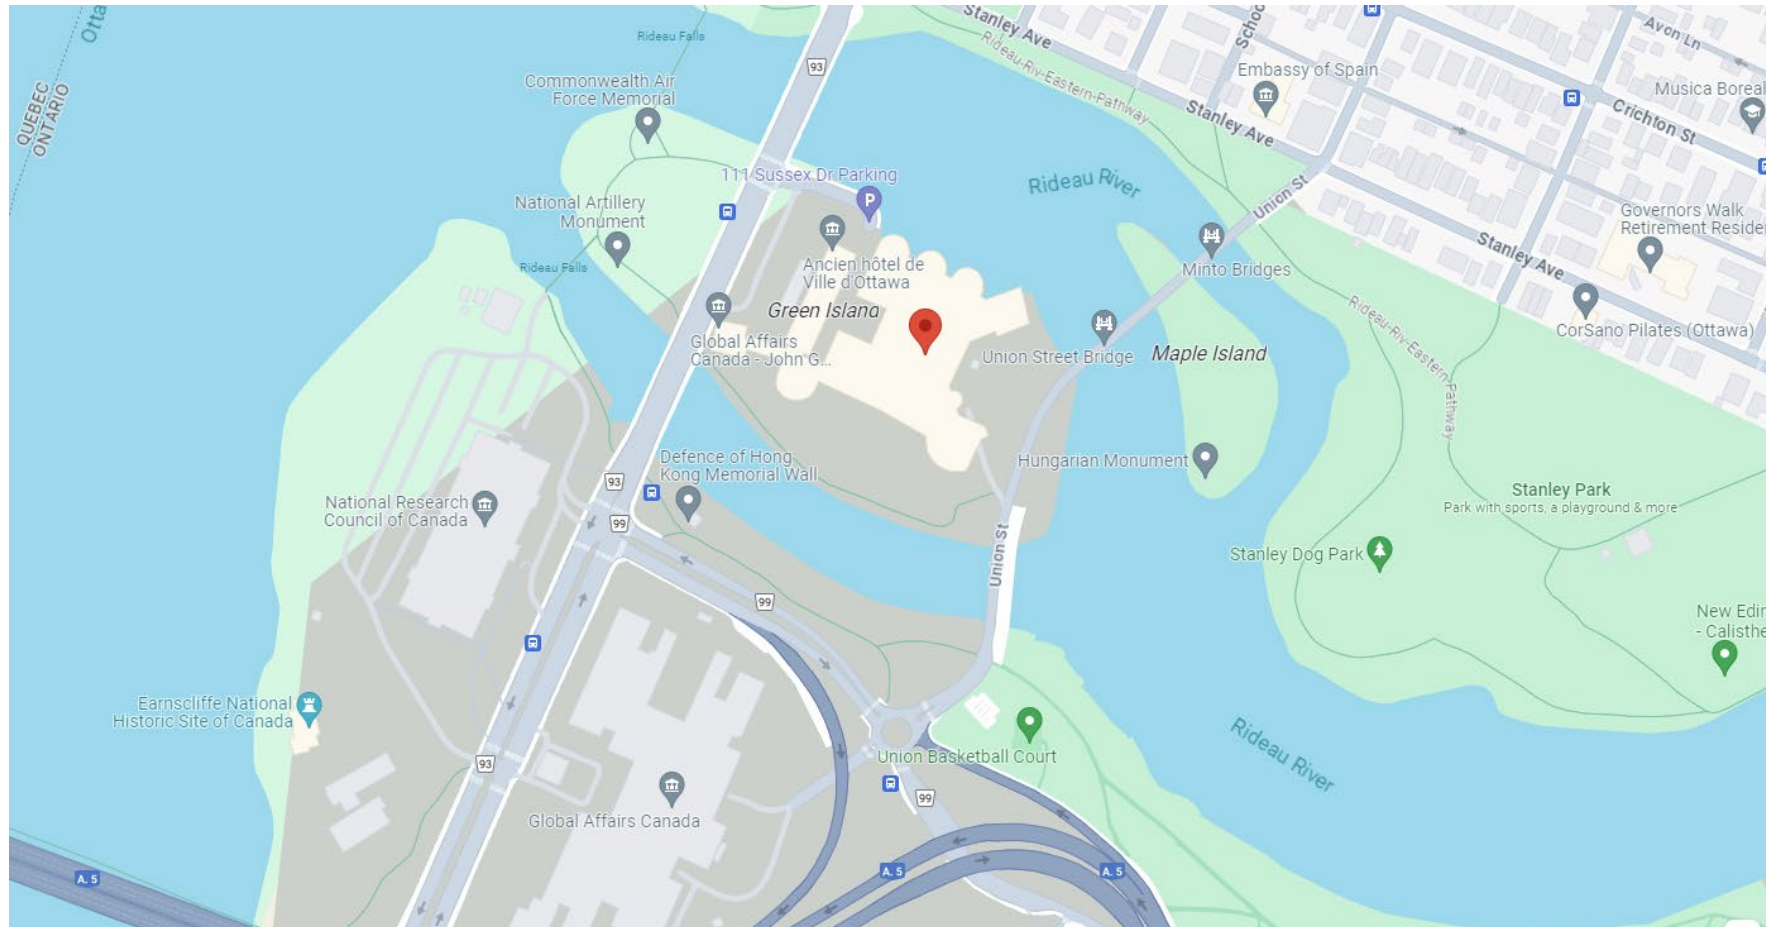 Otta
QUEBEC
ONTARIO
Rideau Falls
93
Stanley Ave
Rideau-Riv-Eastern-Pathway
Schoo
Avon Ln
Commonwealth Air
Force Memorial
Embassy of Spain
Musica Boreal
Stanley Ave
Crichton St
111 Sussex Dr Parking
P
Rideau River
Union St
National Artillery
Monument
Governors Walk
Retirement Reside
Stanley Ave
Rideau Falls
Ancien hôtel de
Ville d'Ottawa
Minto Bridges
Green Island
Rideau-Riv-Eastern-Pathway
Global Affairs
Canada - John G...
Union Street Bridge
Maple Island
CorSano Pilates (Ottawa)
Defence of Hong
Kong Memorial Wall
Hungarian Monument
93
National Research
Council of Canada
99
Stanley Park
Park with sports, a playground & more
Union St
Stanley Dog Park
99
New Edin
- Calisthe
Earnscliffe National
Historic Site of Canada
Rideau River
Union Basketball Court
93
99
Global Affairs Canada
A. 5
A. 5
A. 5